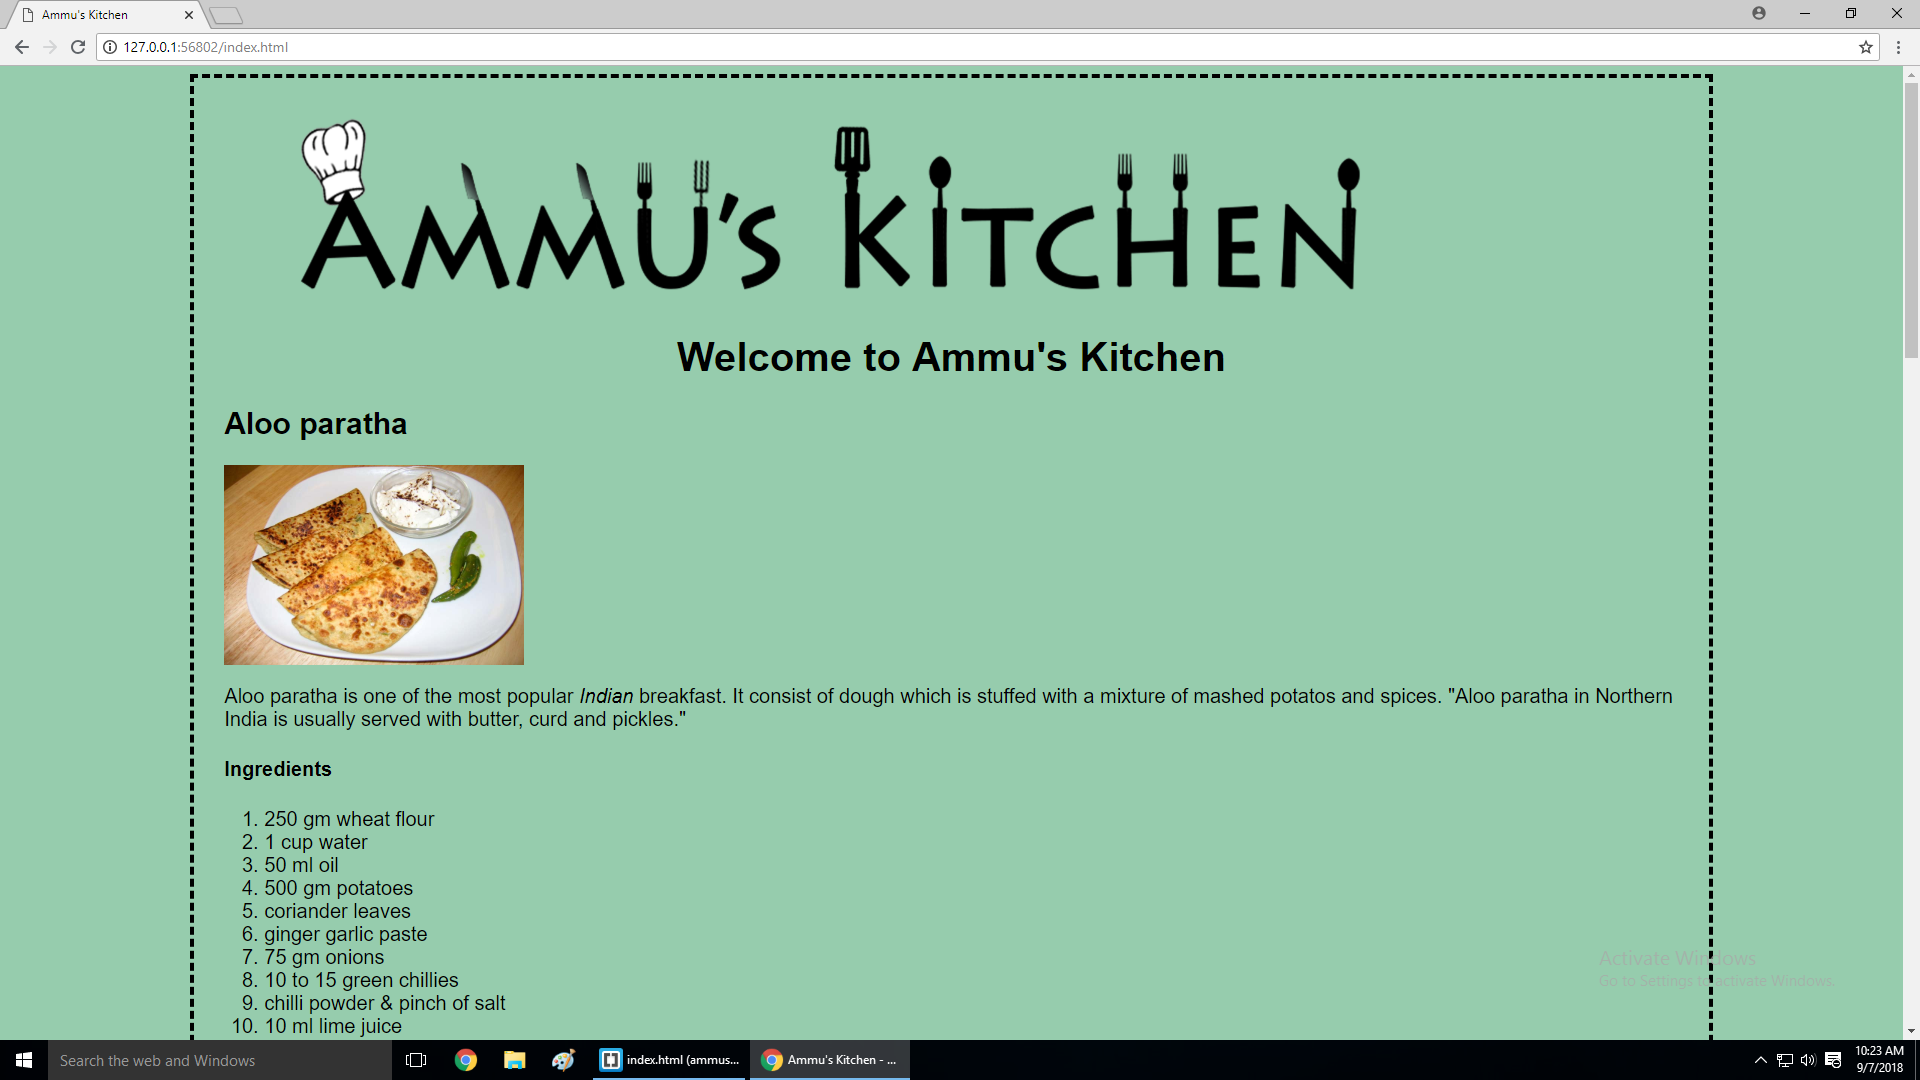 Ammu's Kitchen
127.0.0.1:56802/index.html
AMMU'S KITCHEN
Welcome to Ammu's Kitchen
Aloo paratha
Aloo paratha is one of the most popular Indian breakfast. It consist of dough which is stuffed with a mixture of mashed potatos and spices. "Aloo paratha in Northern
India is usually served with butter, curd and pickles."
Ingredients
1. 250 gm wheat flour
2. 1 cup water
3. 50 ml oil
4. 500 gm potatoes
5. coriander leaves
6. ginger garlic paste
7. 75 gm onions
8. 10 to 15 green chillies
9. chilli powder & pinch of salt
10. 10 ml lime juice
Activate Windows
Go to Settings to activate Windows.
Search the web and Windows
index.html (ammus...
Ammu's Kitchen - ...
10:23 AM
9/7/2018